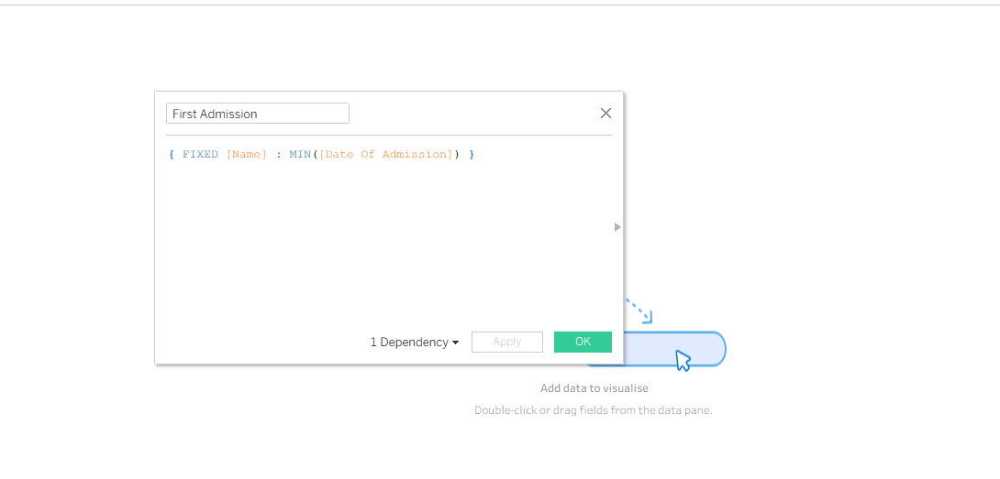 First Admission
{ FIXED [Name] : MIN([Date Of Admission]) }
1 Dependency
Apply
OK
Add data to visualise
Double-click or drag fields from the data pane.